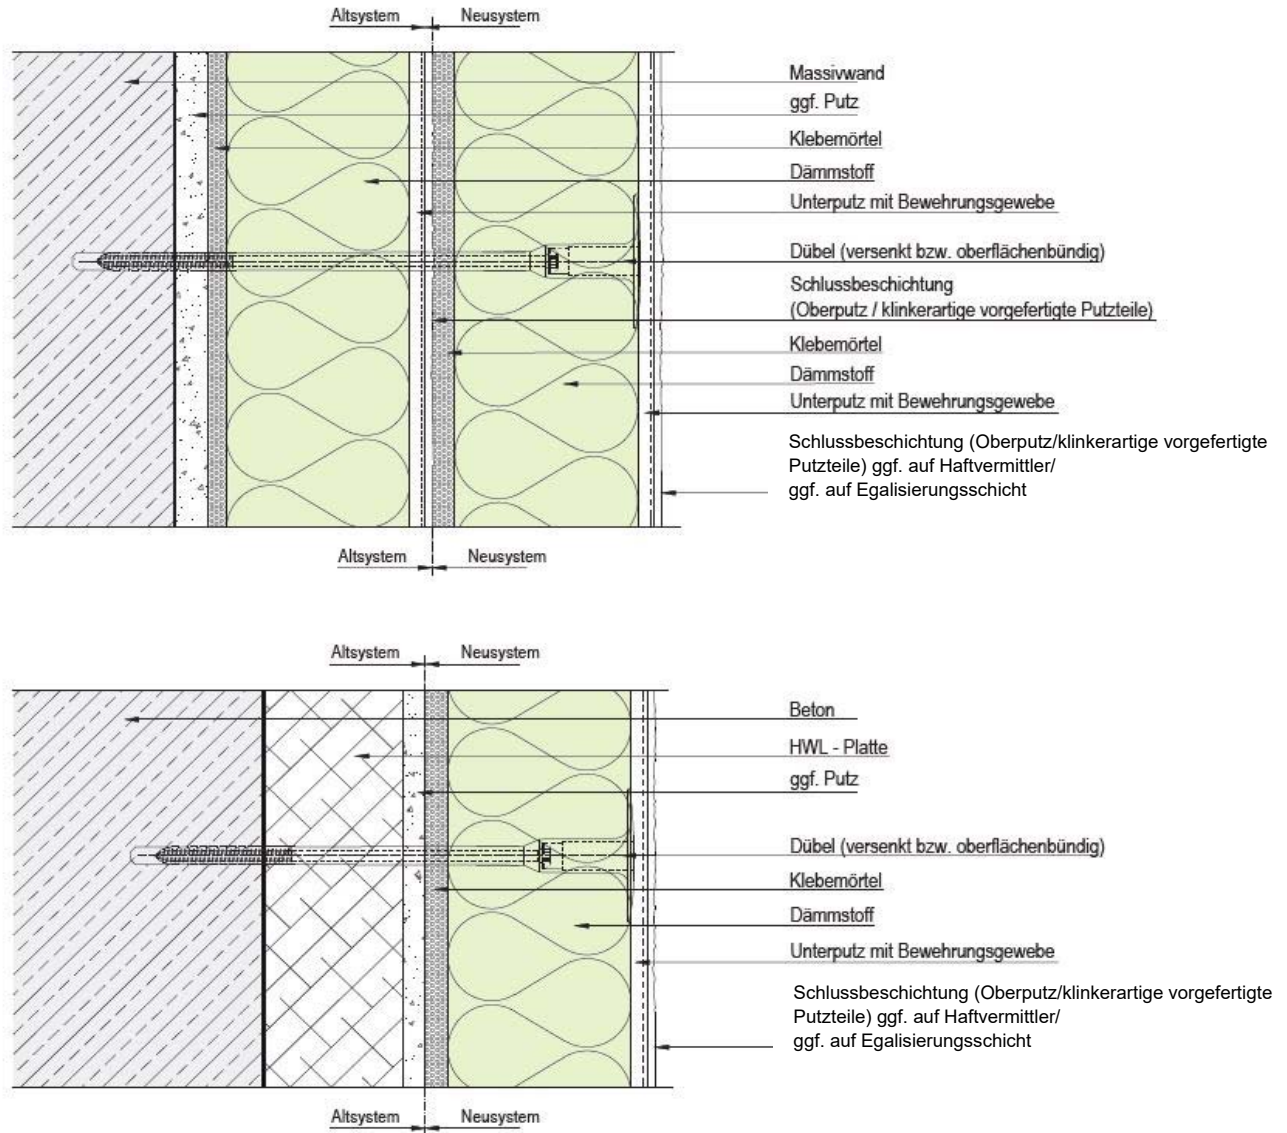 Altsystem
Neusystem
Massivwand
ggf. Putz
Klebemörtel
Dämmstoff
Unterputz mit Bewehrungsgewebe
Dübel (versenkt bzw. oberflächenbündig)
Schlussbeschichtung
(Oberputz / klinkerartige vorgefertigte Putzteile)
Klebemörtel
Dämmstoff
Unterputz mit Bewehrungsgewebe
Schlussbeschichtung (Oberputz/klinkerartige vorgefertigte
Putzteile) ggf. auf Haftvermittler/
ggf. auf Egalisierungsschicht
Altsystem
Neusystem
Altsystem
Neusystem
Beton
HWL - Platte
ggf. Putz
Dübel (versenkt bzw. oberflächenbündig)
Klebemörtel
Dämmstoff
Unterputz mit Bewehrungsgewebe
Schlussbeschichtung (Oberputz/klinkerartige vorgefertigte
Putzteile) ggf. auf Haftvermittler/
ggf. auf Egalisierungsschicht
Altsystem
Neusystem